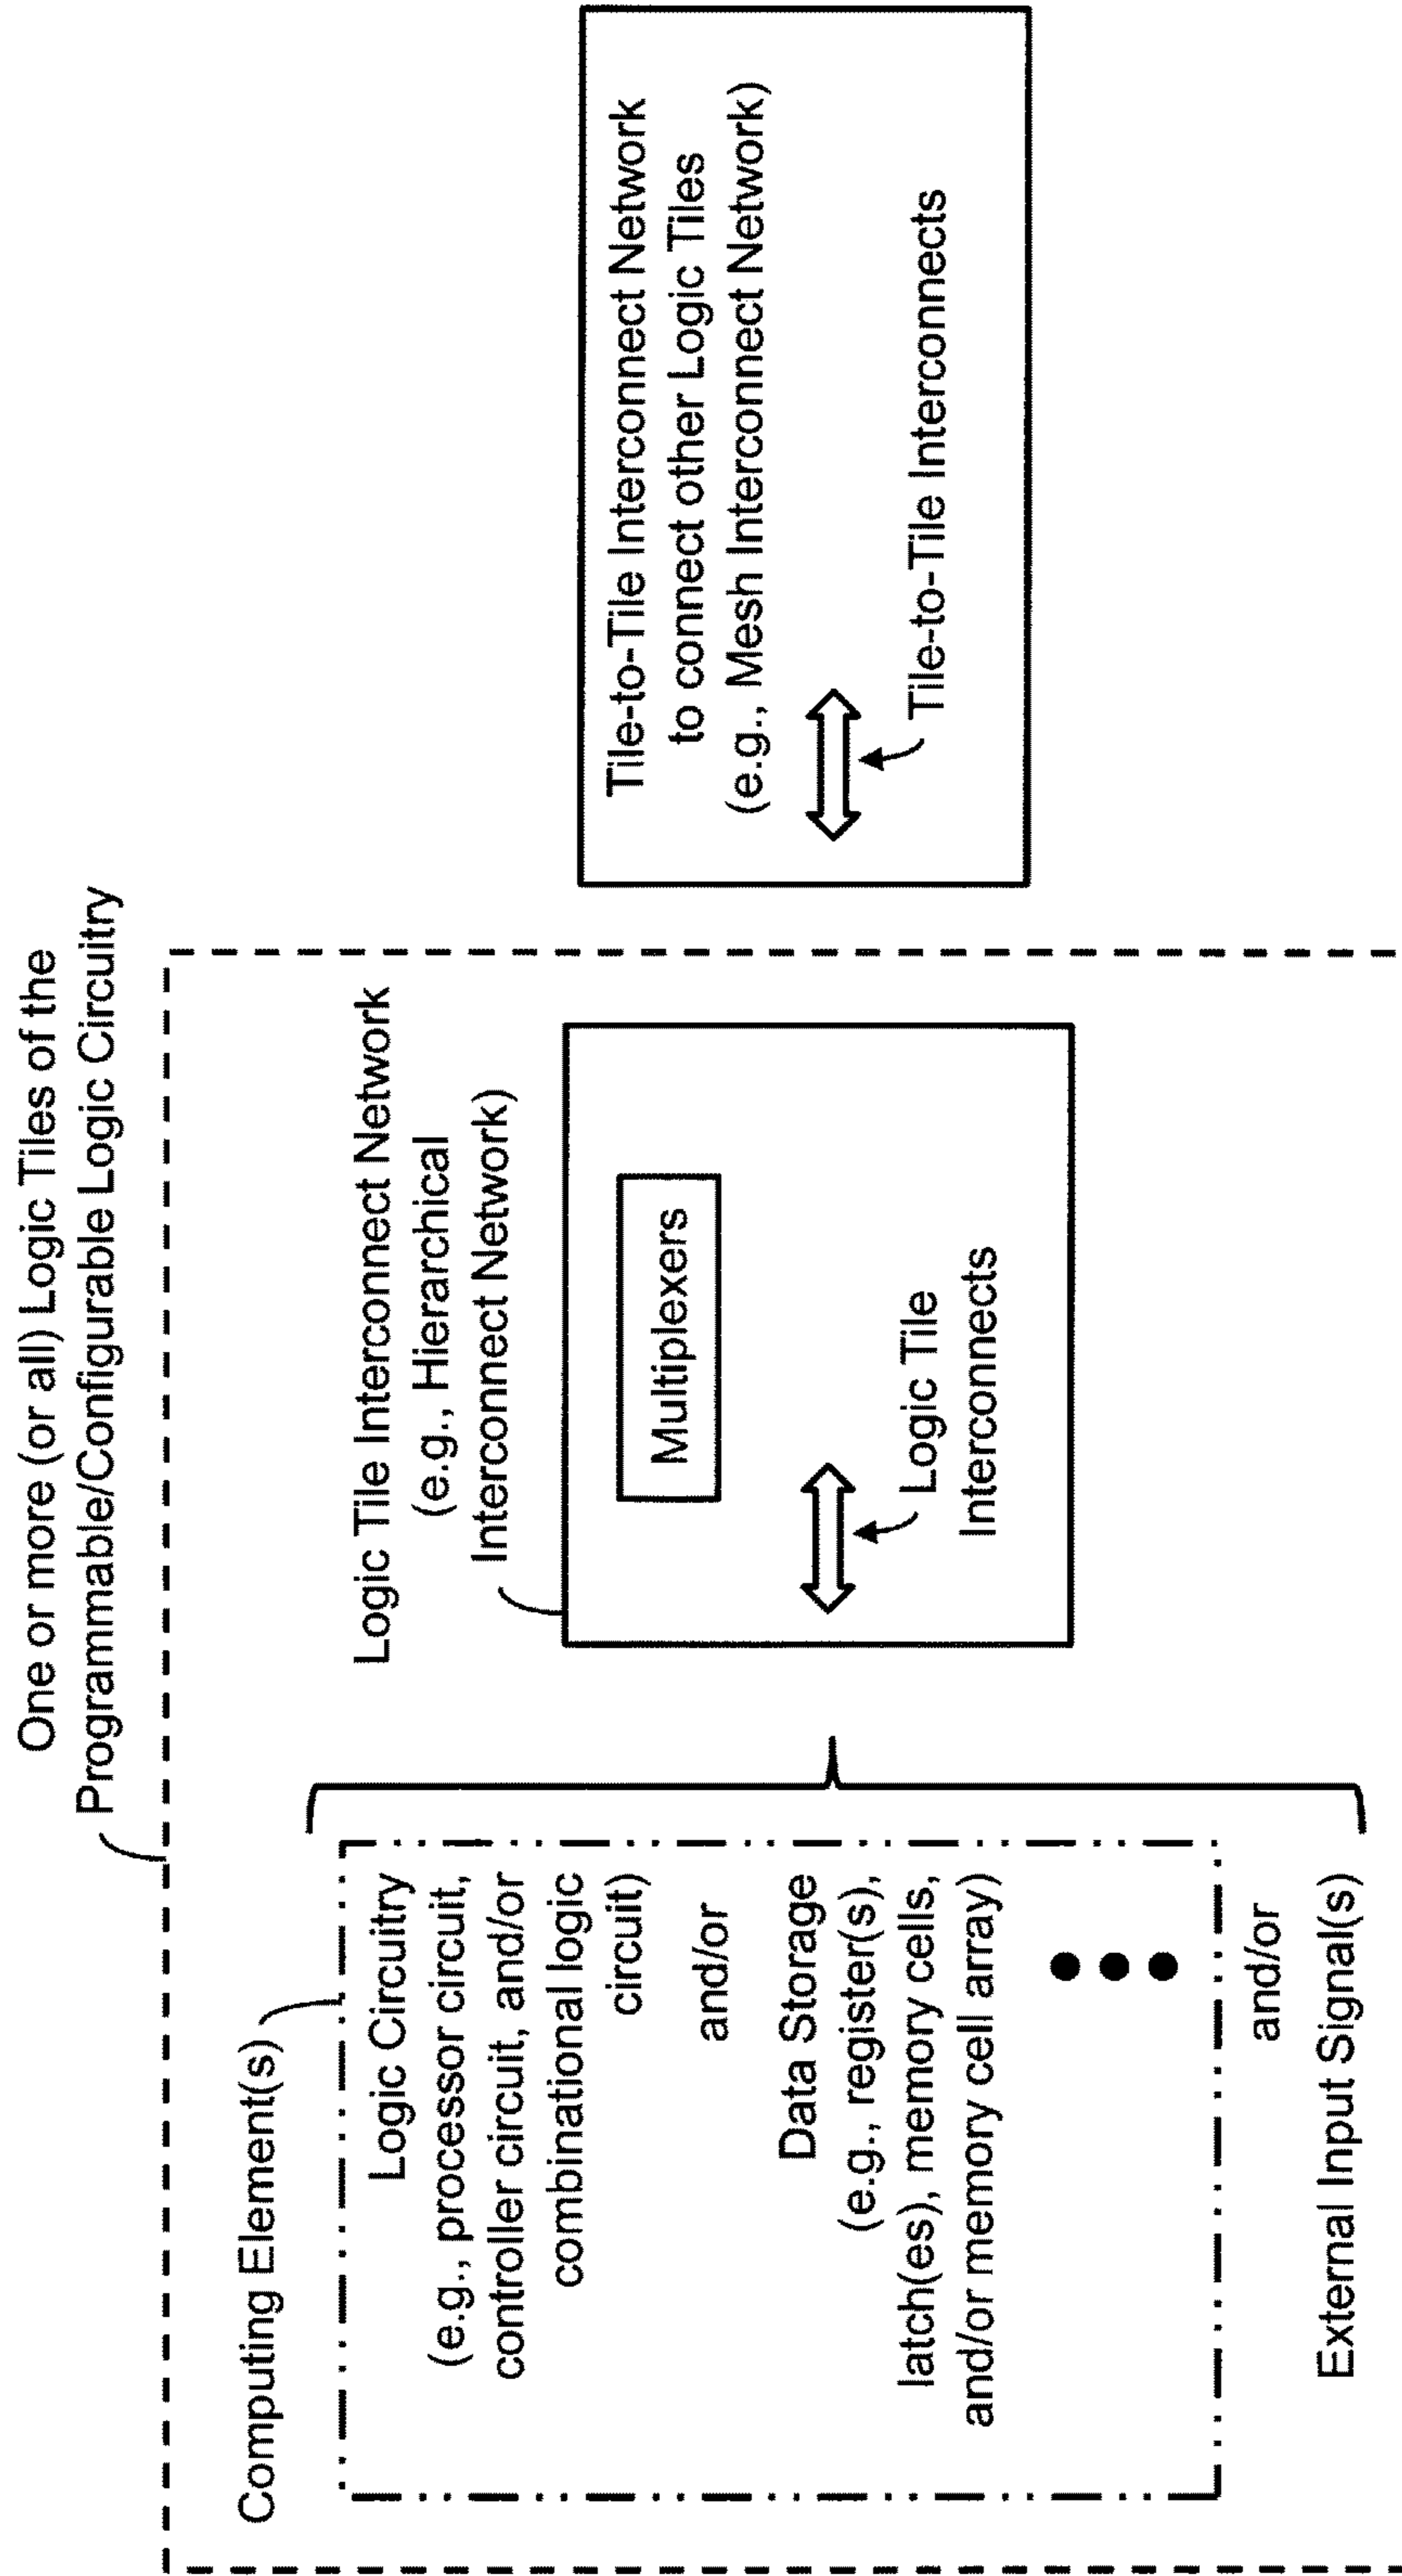 One or more (or all) Logic Tiles of the
Programmable/Configurable Logic Circuitry
Computing Element(s)
Logic Circuitry
(e.g., processor circuit,
controller circuit, and/or
combinational logic
circuit)
and/or
Data Storage
(e.g., register(s),
latch(es), memory cells,
and/or memory cell array)
and/or
External Input Signal(s)
Logic Tile Interconnect Network
(e.g., Hierarchical
Interconnect Network)
Multiplexers
Logic Tile
Interconnects
Tile-to-Tile Interconnect Network
to connect other Logic Tiles
(e.g., Mesh Interconnect Network)
Tile-to-Tile Interconnects